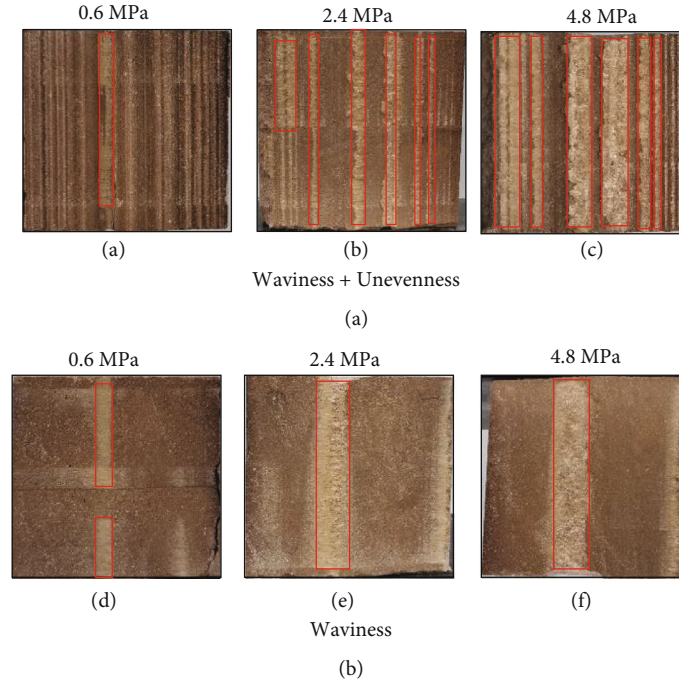 0.6 MPa 2.4 MPa 4.8 MPa
(a) (b) (c)
Waviness + Unevenness
(a)
0.6 MPa 2.4 MPa 4.8 MPa
(d) (e) (f)
Waviness
(b)